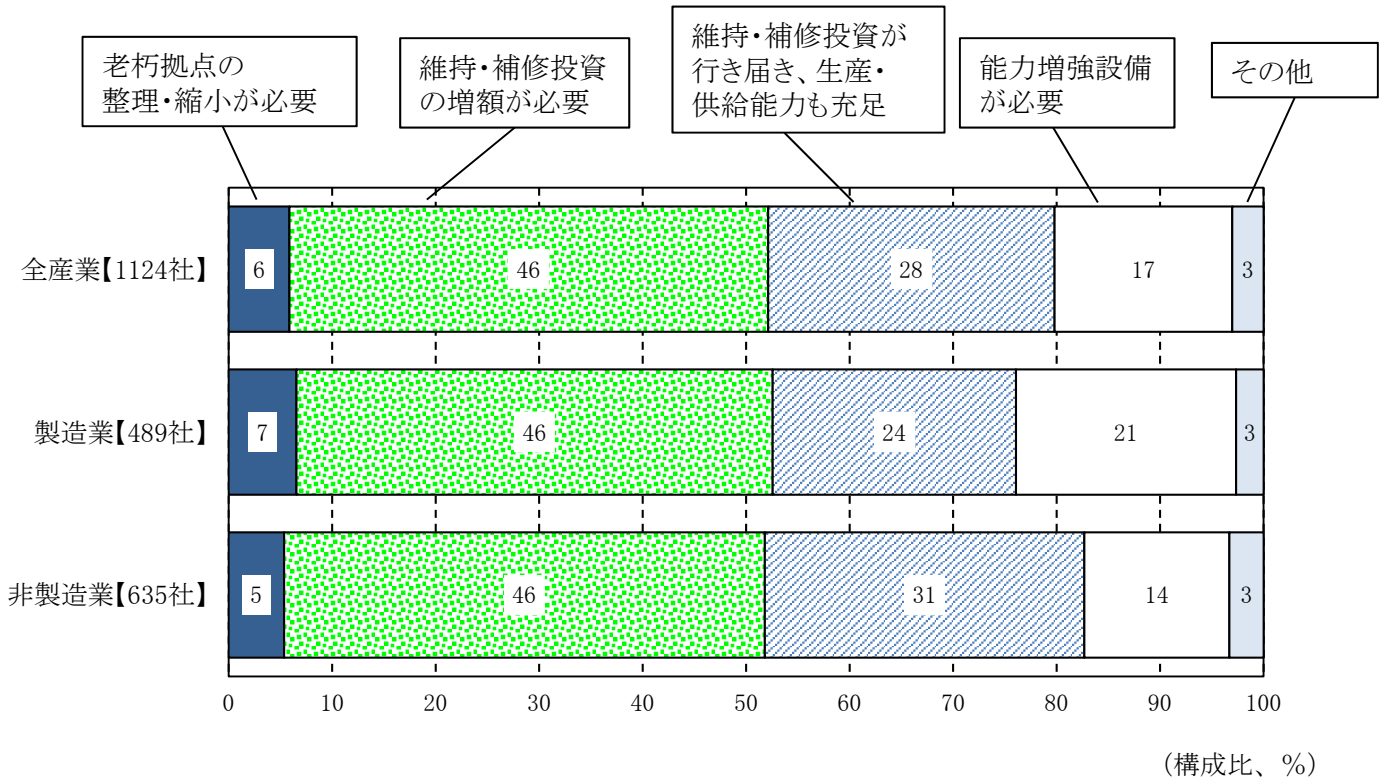 老朽拠点の
整理・縮小が必要
維持・補修投資
の増額が必要
維持・補修投資が
行き届き、生産・
供給能力も充足
能力増強設備
が必要
その他
全産業【1124社】
6
46
28
17
3
製造業【489社】
7
46
24
21
3
非製造業【635社】
5
46
31
14
3
0 10 20 30 40 50 60 70 80 90 100
(構成比、%)